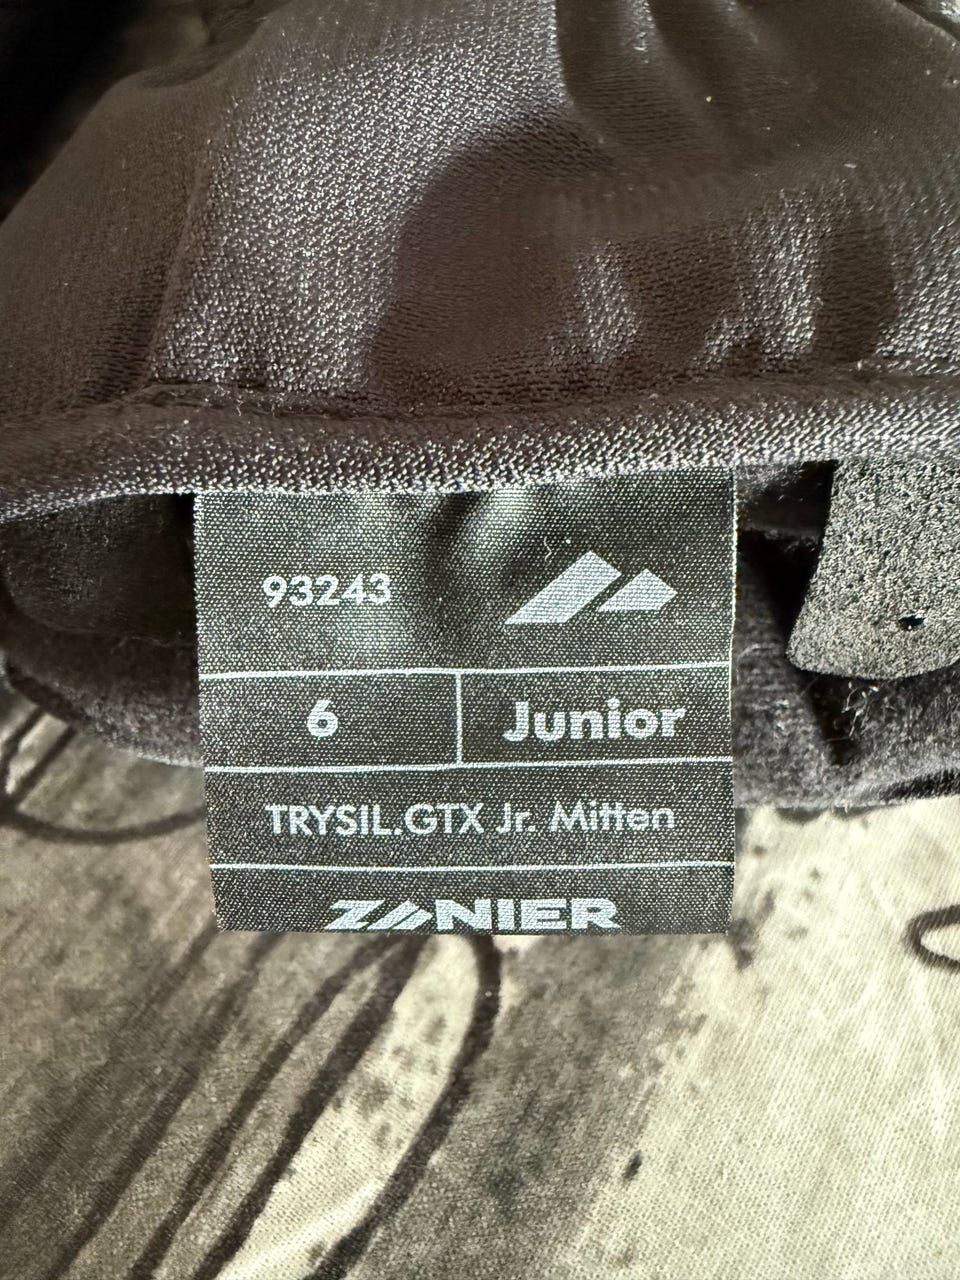 93243
6 Junior
TRYSIL.GTX Jr. Mitten
ZANIER